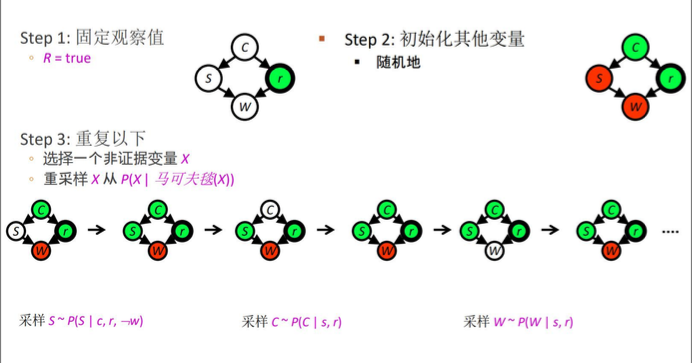 Step 1: 固定观察值
R = true
C
S
r
W
Step 2: 初始化其他变量
随机地
C
S
r
W
Step 3: 重复以下
选择一个非证据变量 X
重采样 X 从 P(X | 马可夫毯(X))
C C C C C C
S r S r S r S r S r S r ....
W W W W W W
采样 S ~ P(S | c, r, ¬w) 采样 C ~ P(C | s, r) 采样 W ~ P(W | s, r)